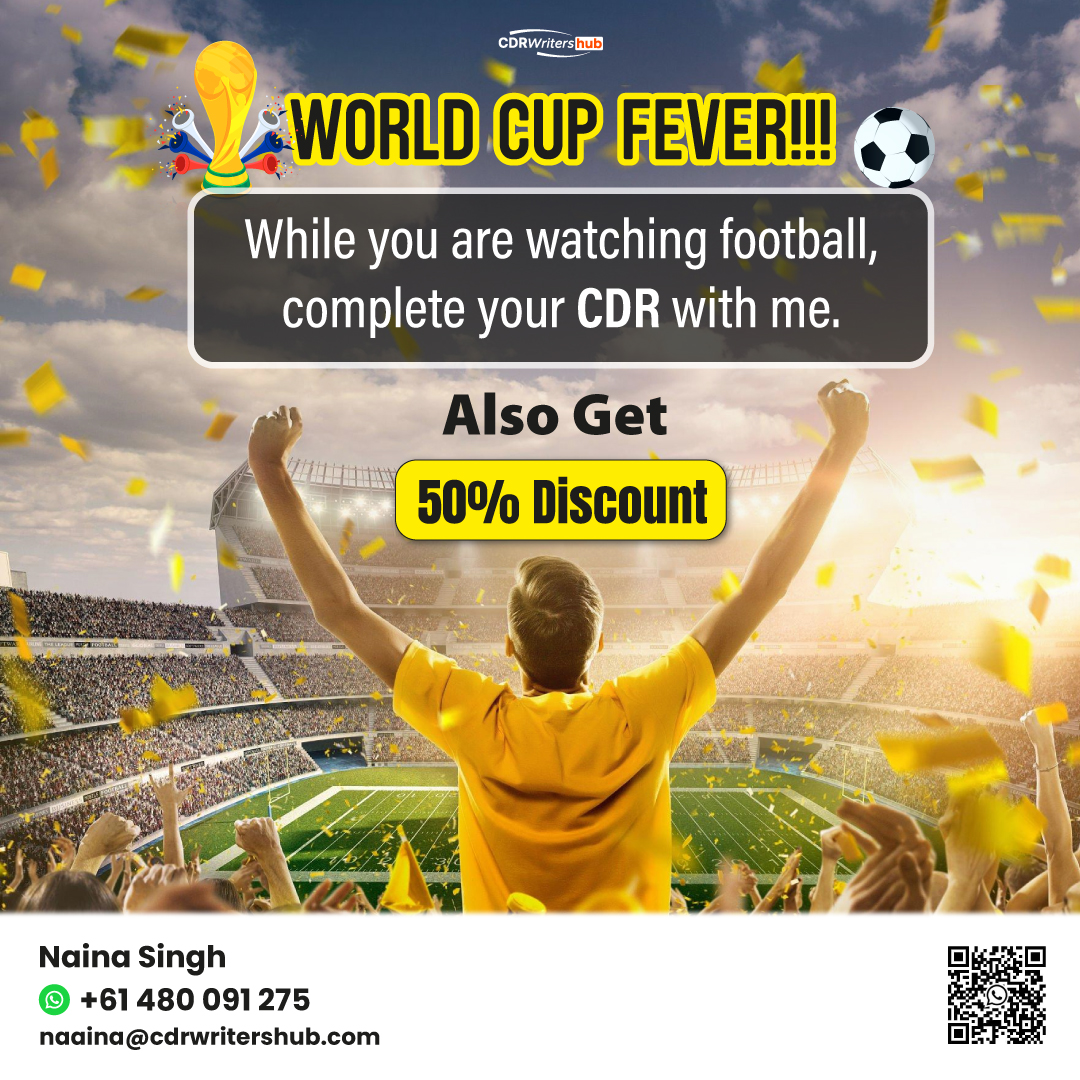 CDRWritershub
WORLD CUP FEVER!!!
While you are watching football,
complete your CDR with me.
Also Get
50% Discount
Naina Singh
+61 480 091 275
naaina@cdrwritershub.com